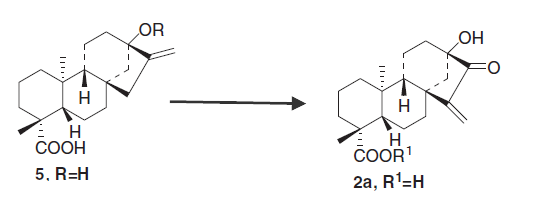 OR
H
H
COOH
5, R=H
OH
O
H
H
COOR¹
2a, R¹=H